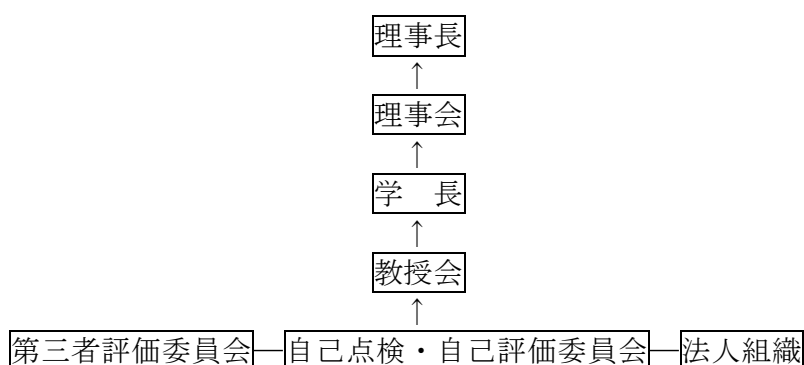 理事長
↑
理事会
↑
学　長
↑
教授会
↑
第三者評価委員会―自己点検・自己評価委員会―法人組織